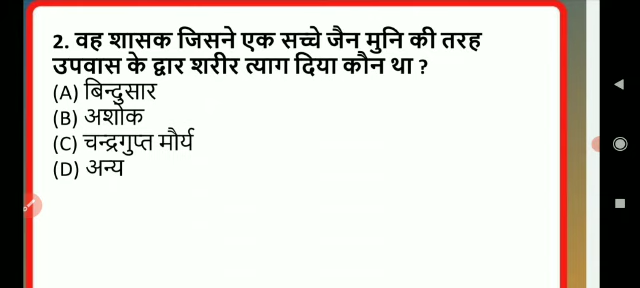 2. वह शासक जिसने एक सच्चे जैन मुनि की तरह
उपवास के द्वार शरीर त्याग दिया कौन था ?
(A) बिन्दुसार
(B) अशोक
(C) चन्द्रगुप्त मौर्य
(D) अन्य